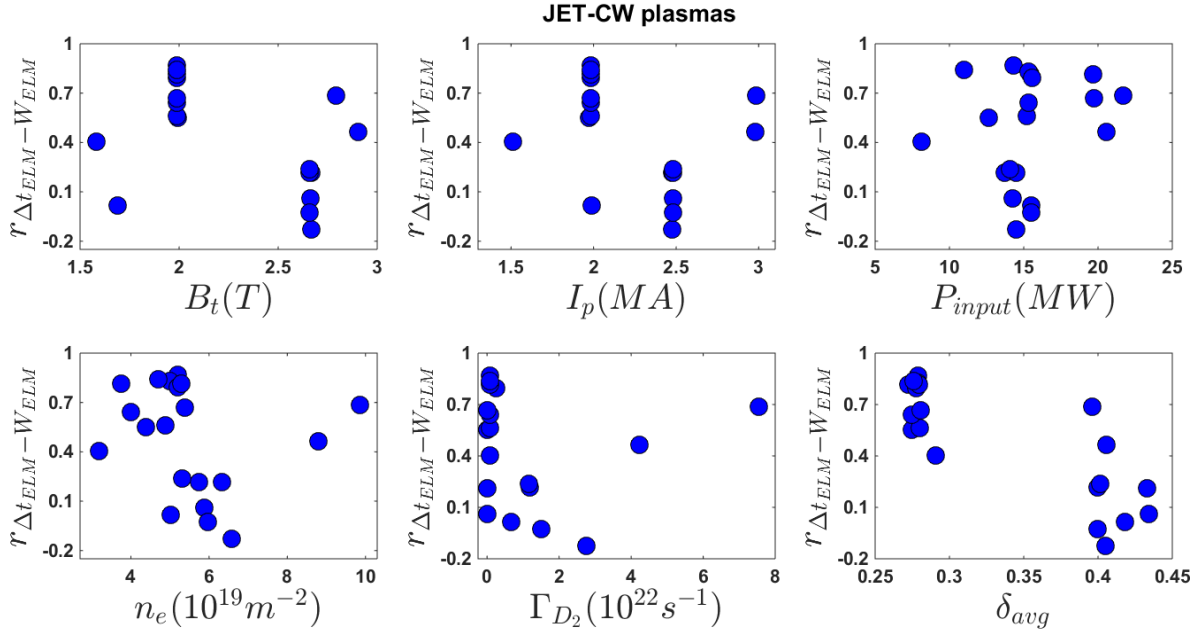 JET-CW plasmas
r_{Δt_{ELM}−W_{ELM}}
1
0.7
0.4
0.1
-0.2
1.5 2 2.5 3
B_t(T)
r_{Δt_{ELM}−W_{ELM}}
1
0.7
0.4
0.1
-0.2
1.5 2 2.5 3
I_p(MA)
r_{Δt_{ELM}−W_{ELM}}
1
0.7
0.4
0.1
-0.2
5 10 15 20 25
P_{input}(MW)
r_{Δt_{ELM}−W_{ELM}}
1
0.7
0.4
0.1
-0.2
4 6 8 10
n_e(10^{19}m^{−2})
r_{Δt_{ELM}−W_{ELM}}
1
0.7
0.4
0.1
-0.2
0 2 4 6 8
Γ_{D_2}(10^{22}s^{−1})
r_{Δt_{ELM}−W_{ELM}}
1
0.7
0.4
0.1
-0.2
0.25 0.3 0.35 0.4 0.45
δ_{avg}